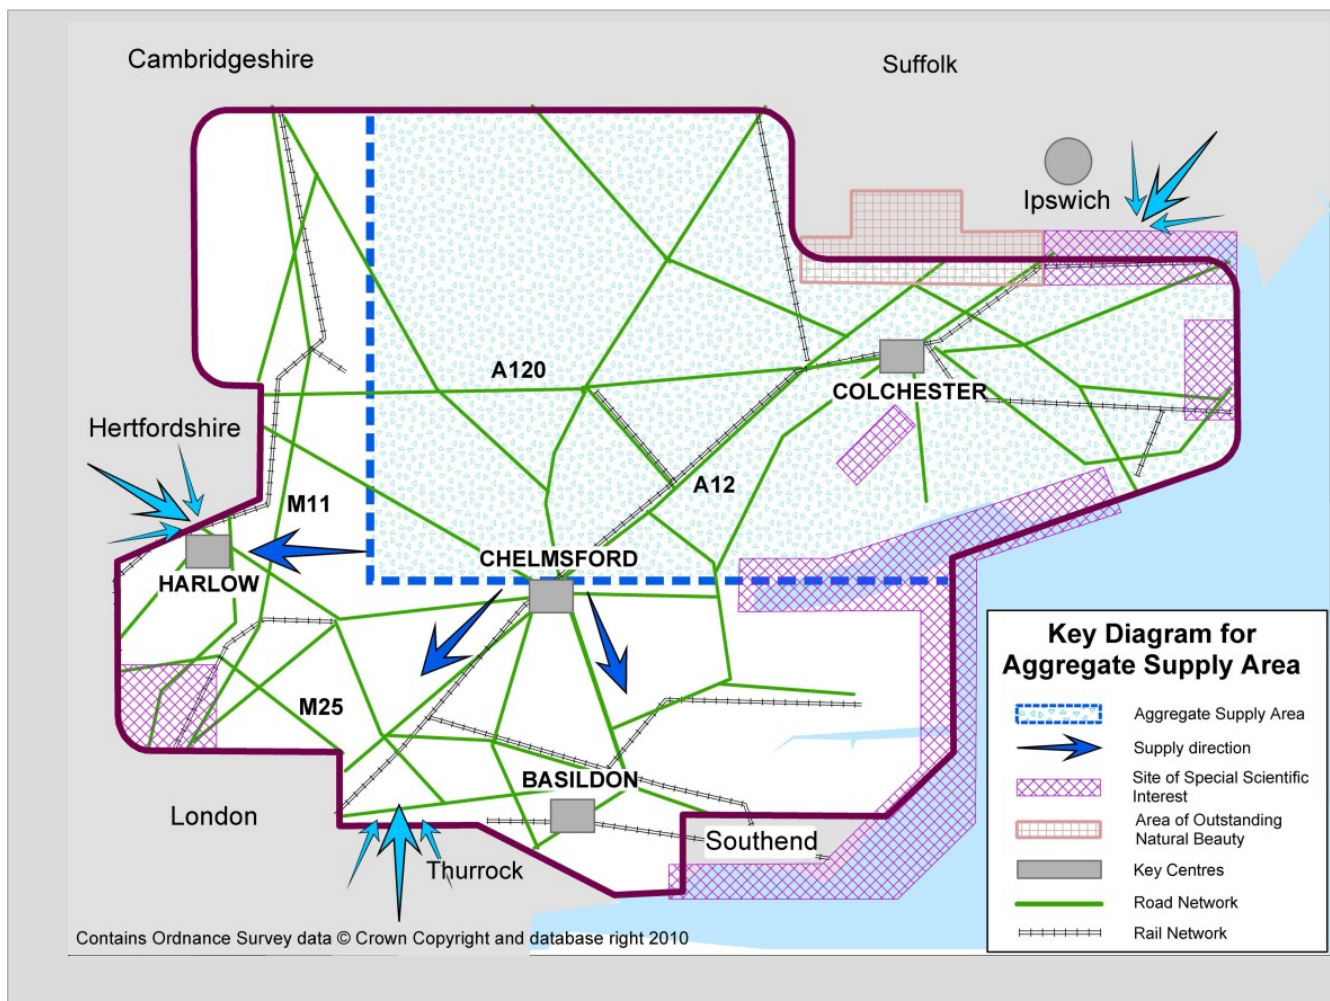 Cambridgeshire
Suffolk
Ipswich
A120
COLCHESTER
Hertfordshire
M11
A12
CHELMSFORD
HARLOW
M25
BASILDON
London
Southend
Thurrock
Key Diagram for
Aggregate Supply Area
Aggregate Supply Area
Supply direction
Site of Special Scientific
Interest
Area of Outstanding
Natural Beauty
Key Centres
Road Network
Rail Network
Contains Ordnance Survey data © Crown Copyright and database right 2010